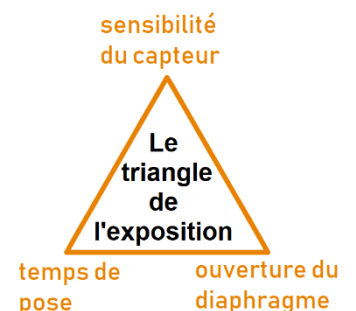 sensibilité
du capteur
Le
triangle
de
l'exposition
temps de
pose
ouverture du
diaphragme